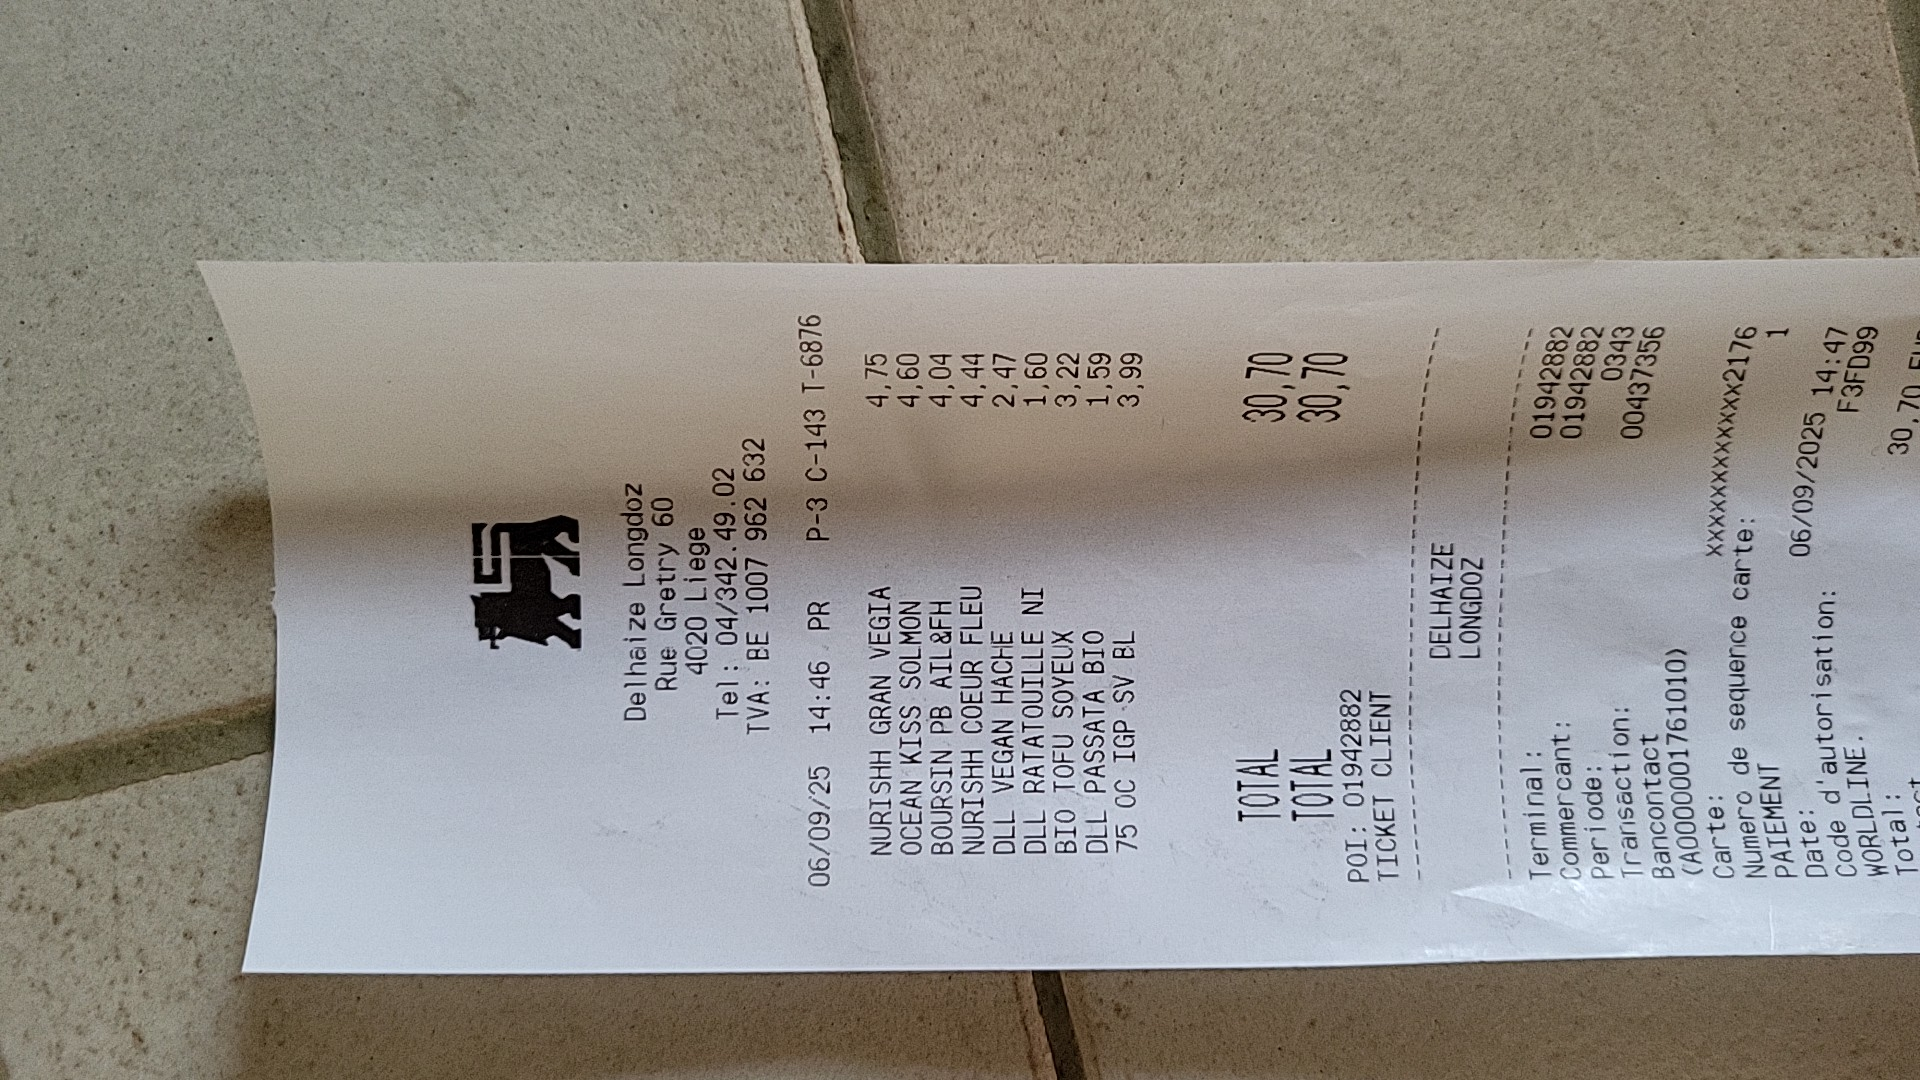 Delhaize Longdoz
Rue Gretry 60
4020 Liege
Tel: 04/342.49.02
TVA: BE 1007 962 632
06/09/25 14:46 PR P-3 C-143 T-6876
NURISHH GRAN VEGIA 4,75
OCEAN KISS SOLMON 4,60
BOURSIN PB AIL&FH 4,04
NURISHH COEUR FLEU 4,44
DLL VEGAN HACHE 2,47
DLL RATATOUILLE NI 1,60
BIO TOFU SOYEUX 3,22
DLL PASSATA BIO 1,59
75 OC IGP SV BL 3,99
TOTAL 30,70
TOTAL 30,70
POI: 01942882
TICKET CLIENT
DELHAIZE
LONGDOZ
Terminal: 01942882
Commercant: 01942882
Periode: 0343
Transaction: 00437356
Bancontact
(A0000001761010)
Carte: xxxxxxxxxxxxx2176
Numero de sequence carte: 1
PAIEMENT
Date: 06/09/2025 14:47
Code d'autorisation: F3FD99
WORLDLINE.
Total: 30,70 EUR